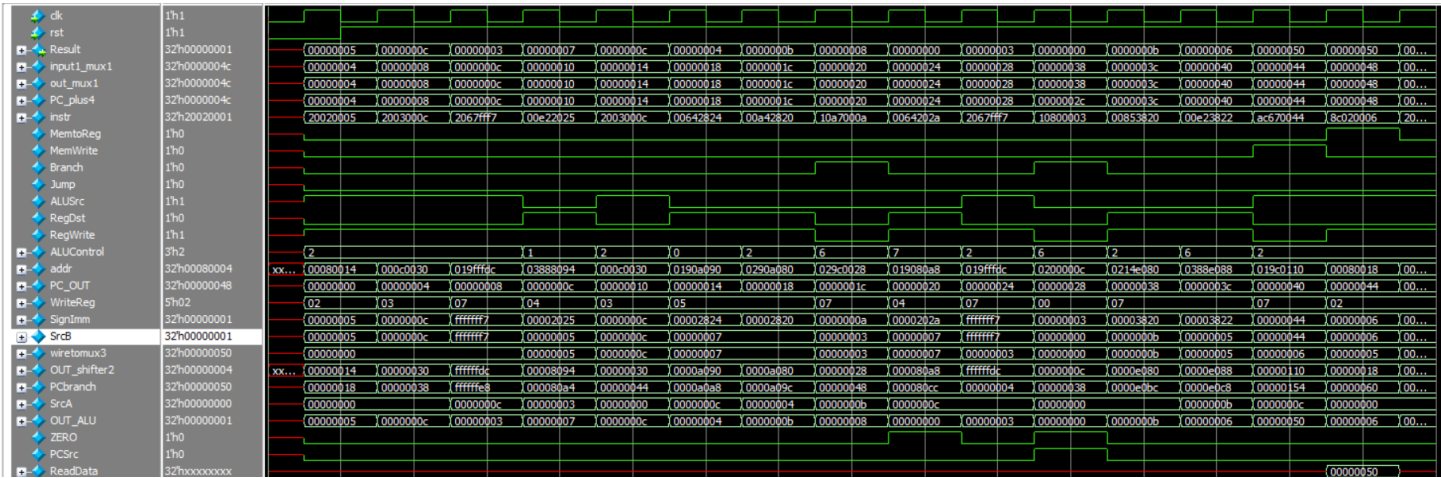 clk 1'h1
rst 1'h1
Result 32'h00000001 00000005 0000000c 00000003 00000007 0000000c 00000004 0000000b 00000008 00000000 00000003 00000000 0000000b 00000006 00000050 00000050 00...
input1_mux1 32'h0000004c 00000004 00000008 0000000c 00000010 00000014 00000018 0000001c 00000020 00000024 00000028 00000038 0000003c 00000040 00000044 00000048 00...
out_mux1 32'h0000004c 00000004 00000008 0000000c 00000010 00000014 00000018 0000001c 00000020 00000024 00000028 00000038 0000003c 00000040 00000044 00000048 00...
PC_plus4 32'h0000004c 00000004 00000008 0000000c 00000010 00000014 00000018 0000001c 00000020 00000024 00000028 0000002c 0000003c 00000040 00000044 00000048 00...
instr 32'h20020001 20020005 2003000c 2067fff7 00e22025 2003000c 00642824 00a42820 10a7000a 0064202a 2067fff7 10800003 00853820 00e23822 ac670044 8c020006 20...
MemtoReg 1'h0
MemWrite 1'h0
Branch 1'h0
Jump 1'h0
ALUSrc 1'h1
RegDst 1'h0
RegWrite 1'h1
ALUControl 3'h2 2 1 2 0 2 6 7 2 6 2 6 2
addr 32'h00080004 xx... 00080014 000c0030 019fffdc 03888094 000c0030 0190a090 0290a080 029c0028 019080a8 019fffdc 0200000c 0214e080 0388e088 019c0110 00080018 00...
PC_OUT 32'h00000048 00000000 00000004 00000008 0000000c 00000010 00000014 00000018 0000001c 00000020 00000024 00000028 00000038 0000003c 00000040 00000044 00...
WriteReg 5'h02 02 03 07 04 03 05 07 04 07 00 07 07 02
SignImm 32'h00000001 00000005 0000000c fffffff7 00002025 0000000c 00002824 00002820 0000000a 0000202a fffffff7 00000003 00003820 00003822 00000044 00000006 00...
SrcB 32'h00000001 00000005 0000000c fffffff7 00000005 0000000c 00000007 00000003 00000007 fffffff7 00000000 0000000b 00000005 00000044 00000006 00...
wiretomux3 32'h00000050 00000000 00000005 0000000c 00000007 00000003 00000007 00000003 00000000 0000000b 00000005 00000006 00000005 00...
OUT_shifter2 32'h00000004 xx... 00000014 00000030 ffffffdc 00008094 00000030 0000a090 0000a080 00000028 000080a8 ffffffdc 0000000c 0000e080 0000e088 00000110 00000018 00...
PCbranch 32'h00000050 00000018 00000038 ffffffe8 000080a4 00000044 0000a0a8 0000a09c 00000048 000080cc 00000004 00000038 0000e0bc 0000e0c8 00000154 00000060 00...
SrcA 32'h00000000 00000000 0000000c 00000003 00000000 0000000c 00000004 0000000b 0000000c 00000000 0000000b 0000000c 00000000
OUT_ALU 32'h00000001 00000005 0000000c 00000003 00000007 0000000c 00000004 0000000b 00000008 00000000 00000003 00000000 0000000b 00000006 00000050 00000006 00...
ZERO 1'h0
PCSrc 1'h0
ReadData 32'hxxxxxxxx 00000050